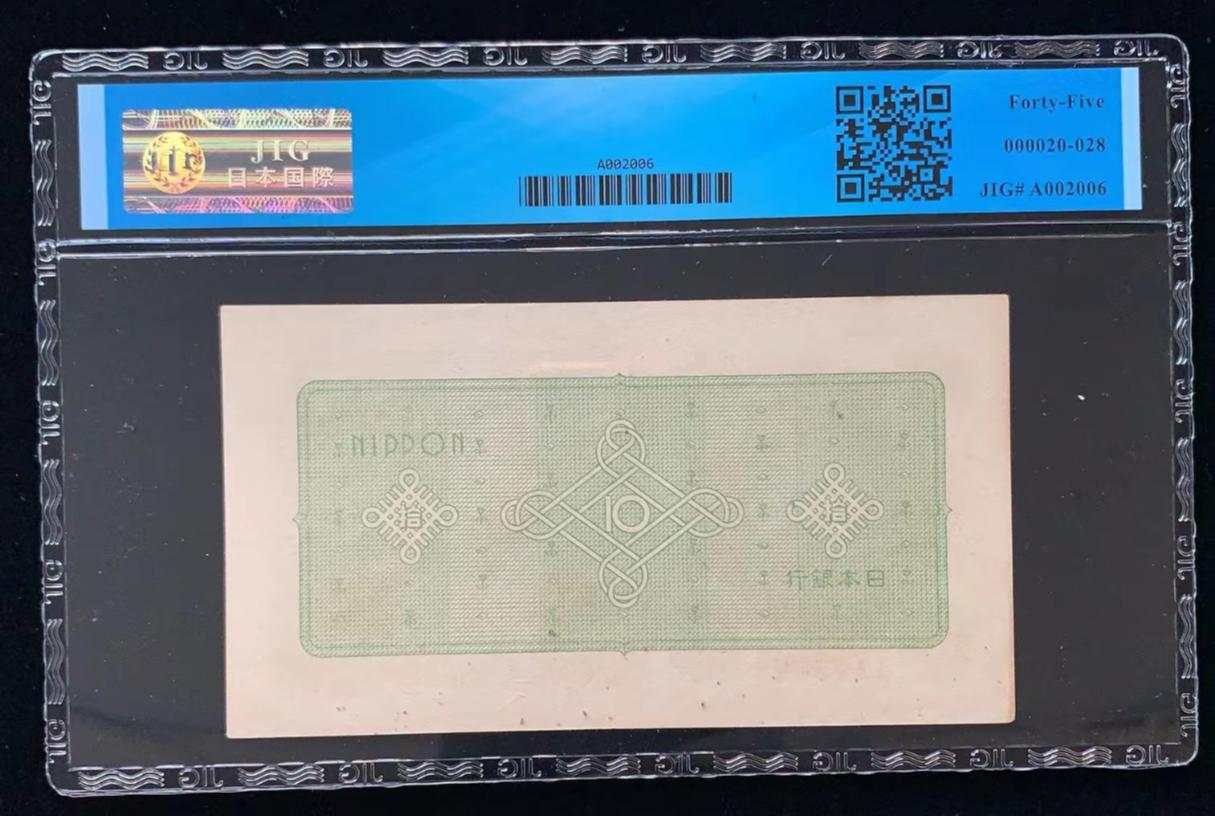 JIG
日本国際
A002006
Forty-Five
000020-028
JIG# A002006
NIPPON
拾
10
拾
行銀本日